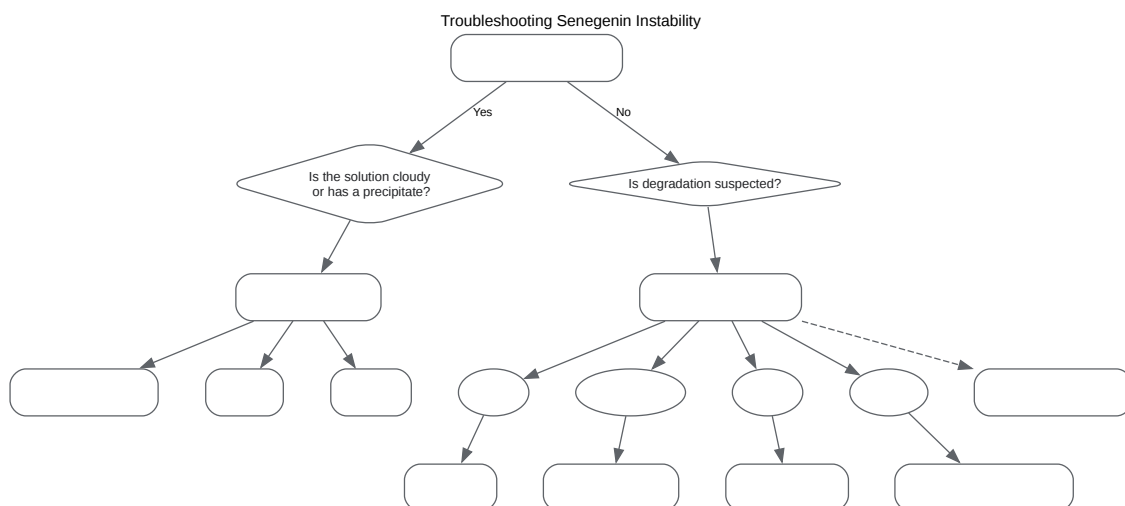 Troubleshooting Senegenin Instability
Yes
No
Is the solution cloudy
or has a precipitate?
Is degradation suspected?